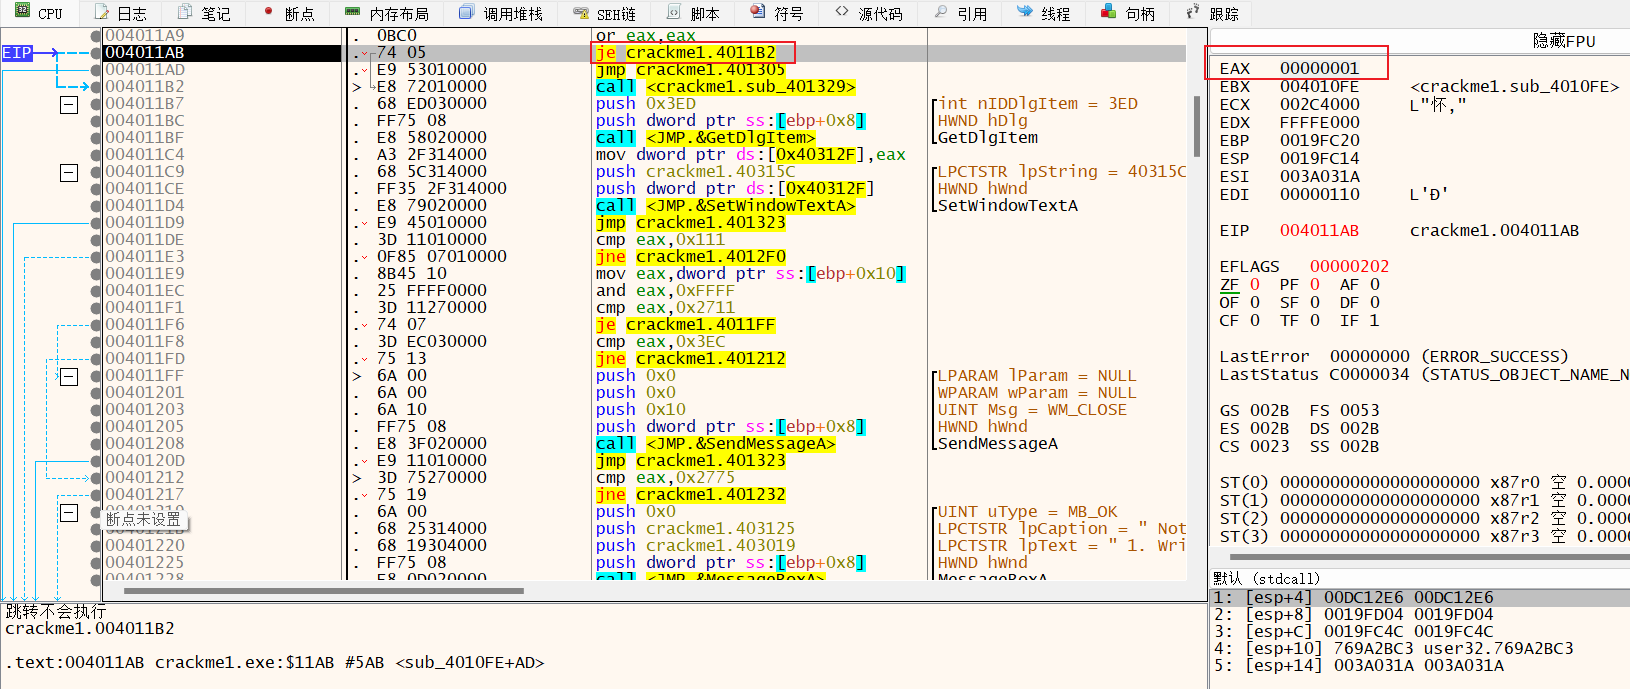 CPU 日志 笔记 断点 内存布局 调用堆栈 SEH链 脚本 符号 源代码 引用 线程 句柄 跟踪
004011A9 . 0BC0 or eax,eax
EIP 004011AB . 74 05 je crackme1.4011B2
004011AD . E9 53010000 jmp crackme1.401305
004011B2 > E8 72010000 call <crackme1.sub_401329>
004011B7 . 68 ED030000 push 0x3ED int nIDDlgItem = 3ED
004011BC . FF75 08 push dword ptr ss:[ebp+0x8] HWND hDlg
004011BF . E8 58020000 call <JMP.&GetDlgItem> GetDlgItem
004011C4 . A3 2F314000 mov dword ptr ds:[0x40312F],eax
004011C9 . 68 5C314000 push crackme1.40315C LPCTSTR lpString = 40315C
004011CE . FF35 2F314000 push dword ptr ds:[0x40312F] HWND hWnd
004011D4 . E8 79020000 call <JMP.&SetWindowTextA> SetWindowTextA
004011D9 . E9 45010000 jmp crackme1.401323
004011DE . 3D 11010000 cmp eax,0x111
004011E3 . 0F85 07010000 jne crackme1.4012F0
004011E9 . 8B45 10 mov eax,dword ptr ss:[ebp+0x10]
004011EC . 25 FFFF0000 and eax,0xFFFF
004011F1 . 3D 11270000 cmp eax,0x2711
004011F6 . 74 07 je crackme1.4011FF
004011F8 . 3D EC030000 cmp eax,0x3EC
004011FD . 75 13 jne crackme1.401212
004011FF > 6A 00 push 0x0 LPARAM lParam = NULL
00401201 . 6A 00 push 0x0 WPARAM wParam = NULL
00401203 . 6A 10 push 0x10 UINT Msg = WM_CLOSE
00401205 . FF75 08 push dword ptr ss:[ebp+0x8] HWND hWnd
00401208 . E8 3F020000 call <JMP.&SendMessageA> SendMessageA
0040120D . E9 11010000 jmp crackme1.401323
00401212 > 3D 75270000 cmp eax,0x2775
00401217 . 75 19 jne crackme1.401232
. 6A 00 push 0x0 UINT uType = MB_OK
断点未设置
. 68 25314000 push crackme1.403125 LPCTSTR lpCaption = " Not
00401220 . 68 19304000 push crackme1.403019 LPCTSTR lpText = " 1. Wri
00401225 . FF75 08 push dword ptr ss:[ebp+0x8] HWND hWnd
00401228 . E8 0D020000 call <JMP.&MessageBoxA> MessageBoxA
跳转不会执行
crackme1.004011B2
.text:004011AB crackme1.exe:$11AB #5AB <sub_4010FE+AD>
隐藏FPU
EAX 00000001
EBX 004010FE <crackme1.sub_4010FE>
ECX 002C4000 L"怀,"
EDX FFFFE000
EBP 0019FC20
ESP 0019FC14
ESI 003A031A
EDI 00000110 L'Đ'
EIP 004011AB crackme1.004011AB
EFLAGS 00000202
ZF 0 PF 0 AF 0
OF 0 SF 0 DF 0
CF 0 TF 0 IF 1
LastError 00000000 (ERROR_SUCCESS)
LastStatus C0000034 (STATUS_OBJECT_NAME_N
GS 002B FS 0053
ES 002B DS 002B
CS 0023 SS 002B
ST(0) 00000000000000000000 x87r0 空 0.0000
ST(1) 00000000000000000000 x87r1 空 0.0000
ST(2) 00000000000000000000 x87r2 空 0.0000
ST(3) 00000000000000000000 x87r3 空 0.0000
默认 (stdcall)
1: [esp+4] 00DC12E6 00DC12E6
2: [esp+8] 0019FD04 0019FD04
3: [esp+C] 0019FC4C 0019FC4C
4: [esp+10] 769A2BC3 user32.769A2BC3
5: [esp+14] 003A031A 003A031A